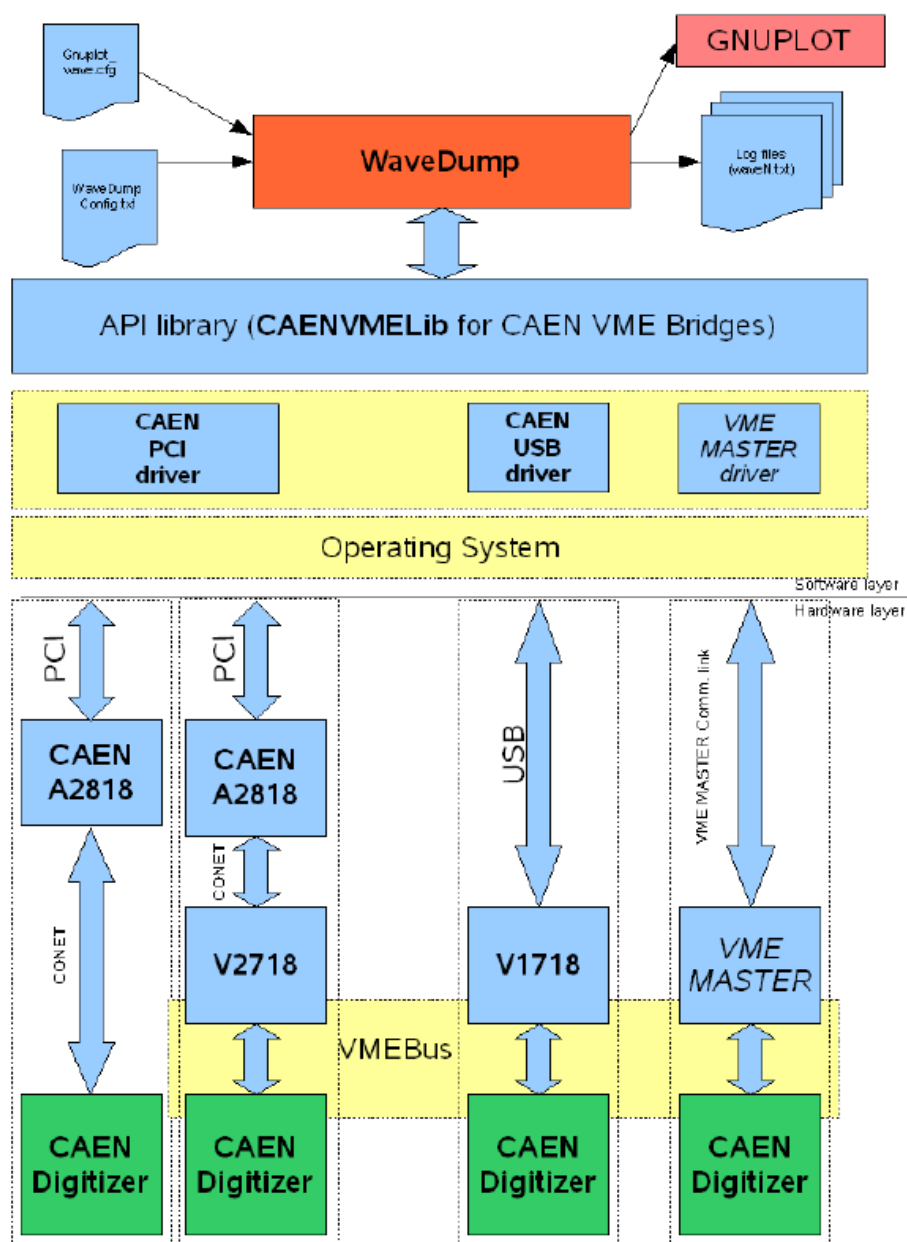 GNUPLOT
Gnuplot_
wave.cfg
WaveDump
Log files
(waveN.txt)
WaveDump
Config.txt
API library (CAENVMELib for CAEN VME Bridges)
CAEN
PCI
driver
CAEN
USB
driver
VME
MASTER
driver
Operating System
Software layer
Hardware layer
PCI
PCI
USB
VME MASTER Comm. link
CAEN
A2818
CAEN
A2818
CONET
CONET
V2718
V1718
VME
MASTER
VMEBus
CAEN
Digitizer
CAEN
Digitizer
CAEN
Digitizer
CAEN
Digitizer